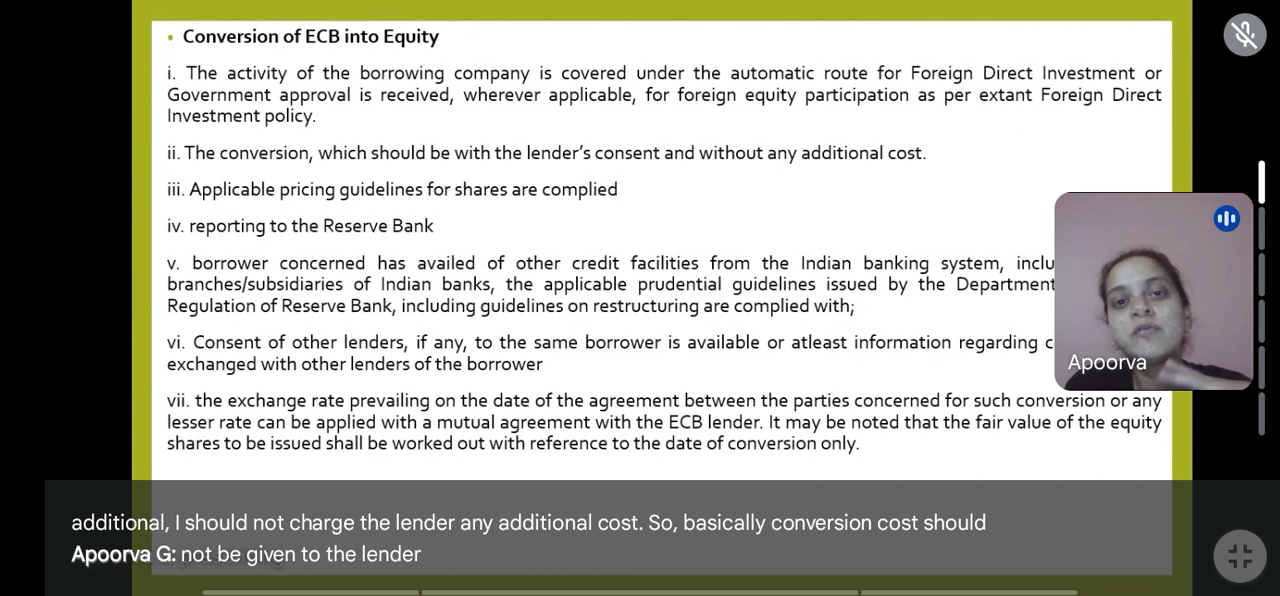 • Conversion of ECB into Equity
i. The activity of the borrowing company is covered under the automatic route for Foreign Direct Investment or
Government approval is received, wherever applicable, for foreign equity participation as per extant Foreign Direct
Investment policy.
ii. The conversion, which should be with the lender's consent and without any additional cost.
iii. Applicable pricing guidelines for shares are complied
iv. reporting to the Reserve Bank
v. borrower concerned has availed of other credit facilities from the Indian banking system,
branches/subsidiaries of Indian banks, the applicable prudential guidelines issued by the Department
Regulation of Reserve Bank, including guidelines on restructuring are complied with;
vi. Consent of other lenders, if any, to the same borrower is available or atleast information regarding
exchanged with other lenders of the borrower
vii. the exchange rate prevailing on the date of the agreement between the parties concerned for such conversion or any
lesser rate can be applied with a mutual agreement with the ECB lender. It may be noted that the fair value of the equity
shares to be issued shall be worked out with reference to the date of conversion only.
Apoorva
additional, I should not charge the lender any additional cost. So, basically conversion cost should
Apoorva G: not be given to the lender